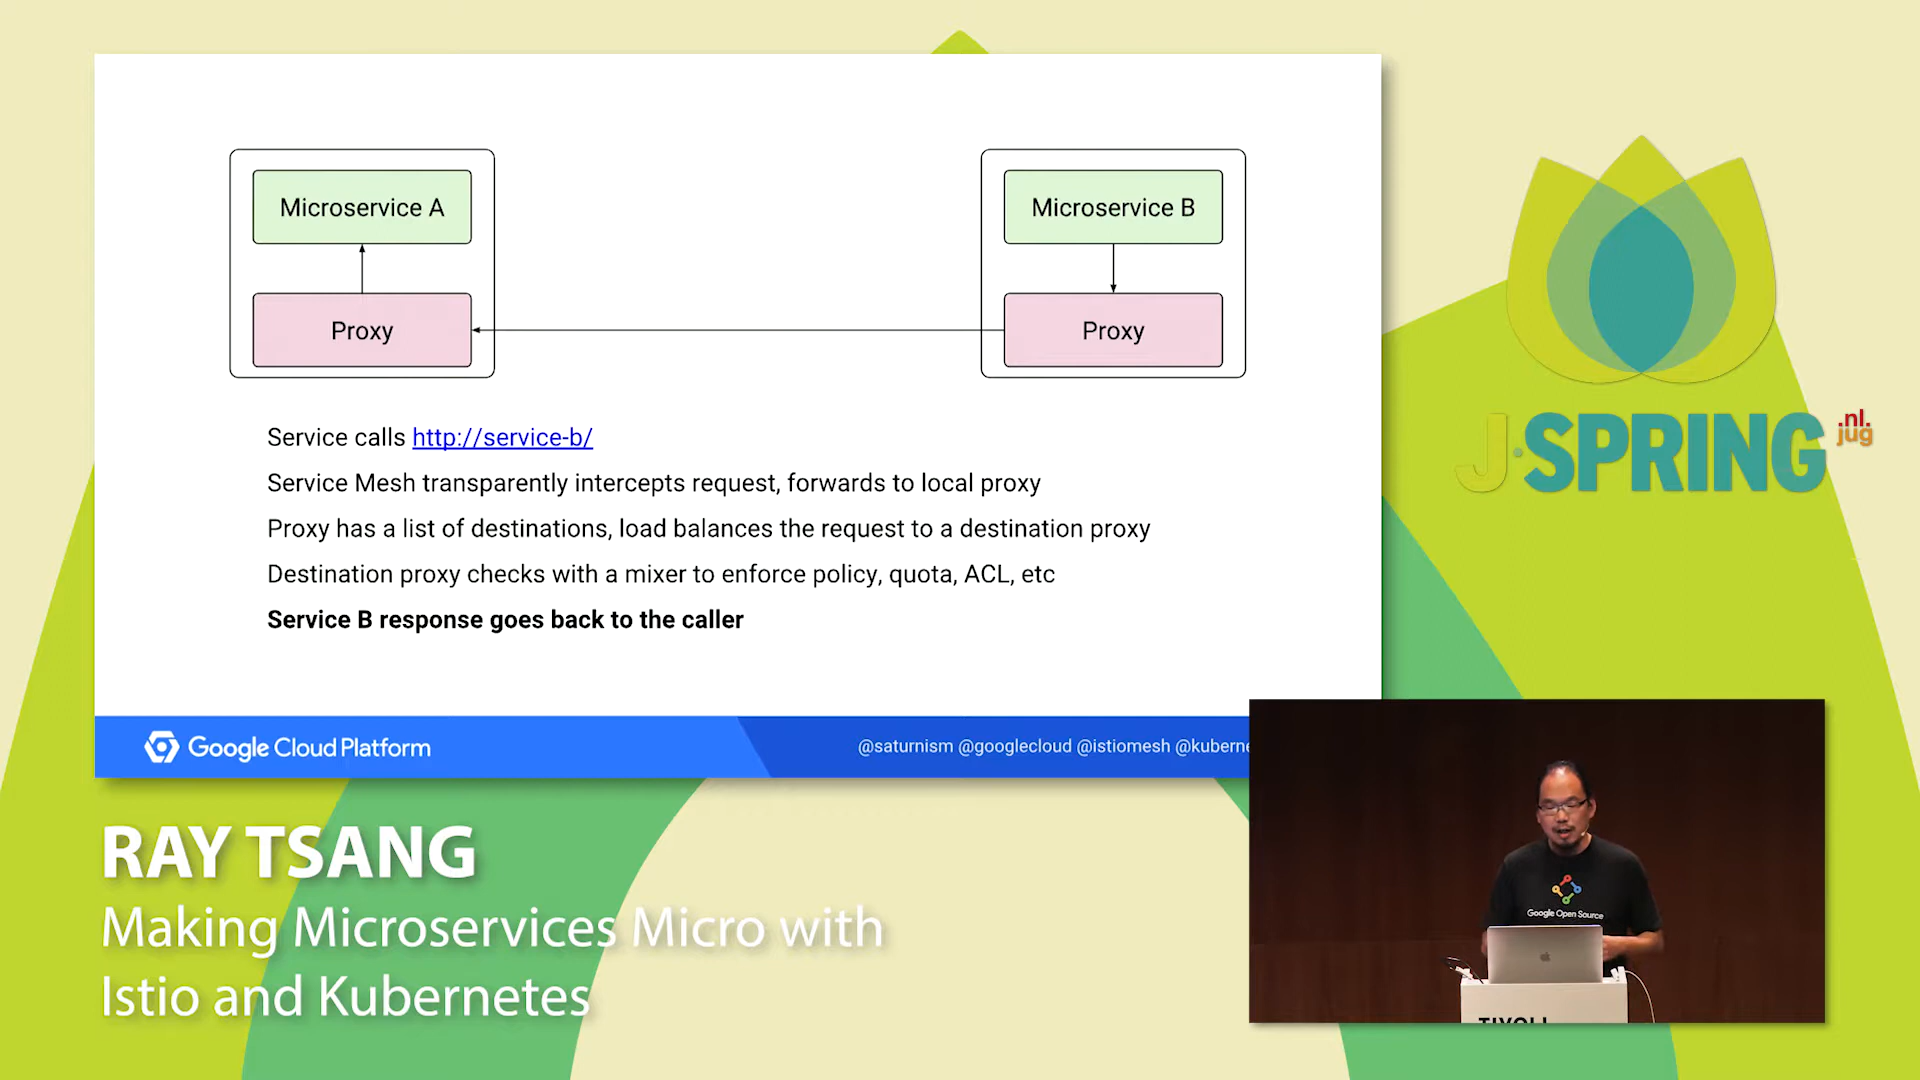 Microservice A
Microservice B
Proxy
Proxy
Service calls http://service-b/
Service Mesh transparently intercepts request, forwards to local proxy
Proxy has a list of destinations, load balances the request to a destination proxy
Destination proxy checks with a mixer to enforce policy, quota, ACL, etc
Service B response goes back to the caller
Google Cloud Platform
@saturnism @googlecloud @istiomesh @kuberne
J·SPRING
.nl.
jug
RAY TSANG
Making Microservices Micro with
Istio and Kubernetes
Google Open Source
TIVOLI